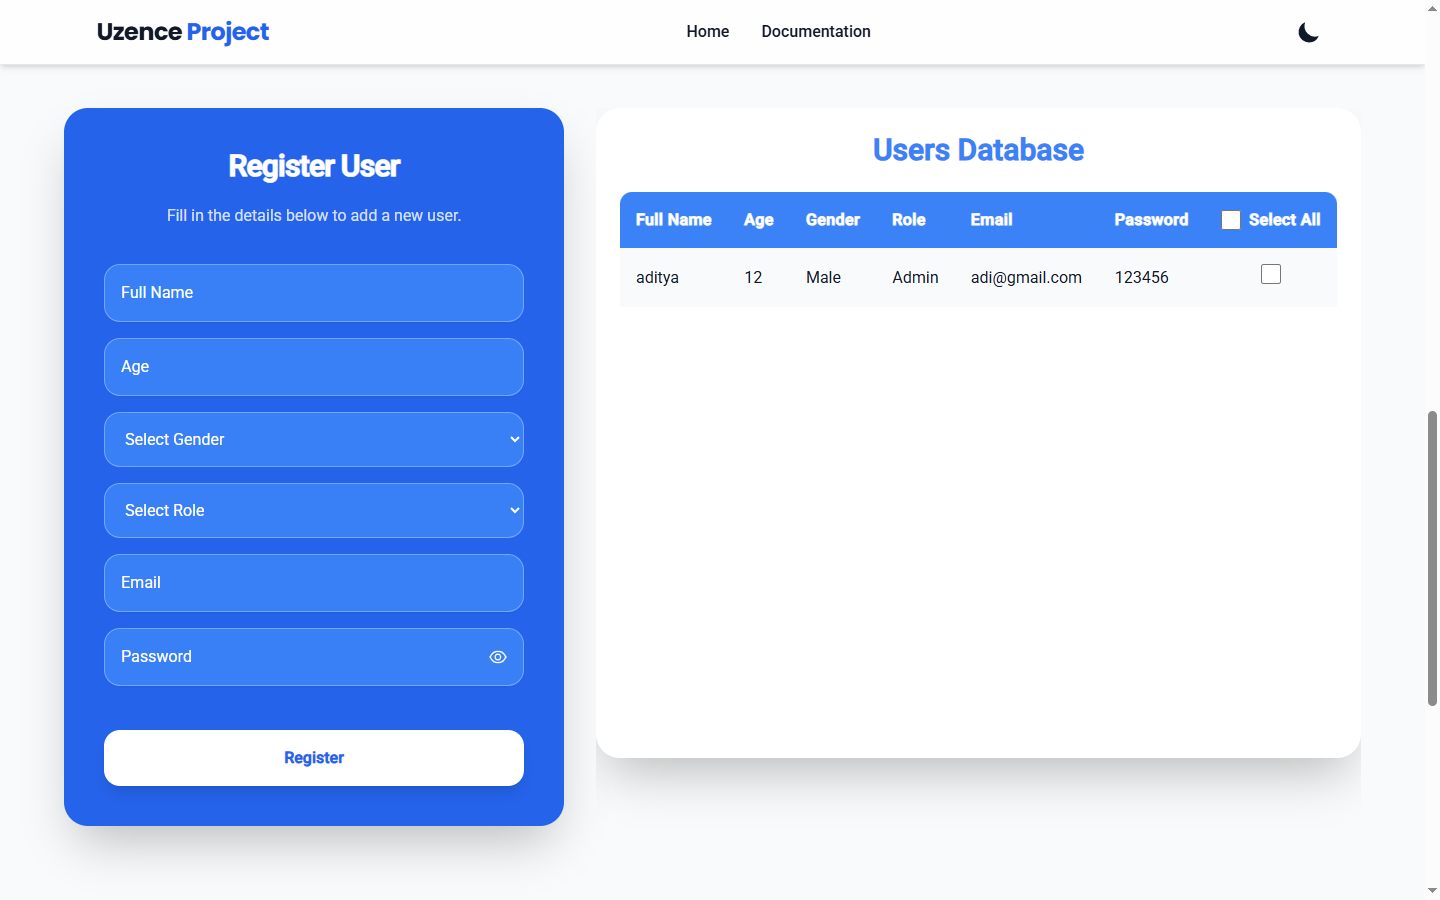 Uzence Project
Home Documentation
Register User
Fill in the details below to add a new user.
Full Name
Age
Select Gender
Select Role
Email
Password
Register
Users Database
Full Name Age Gender Role Email Password Select All
aditya 12 Male Admin adi@gmail.com 123456